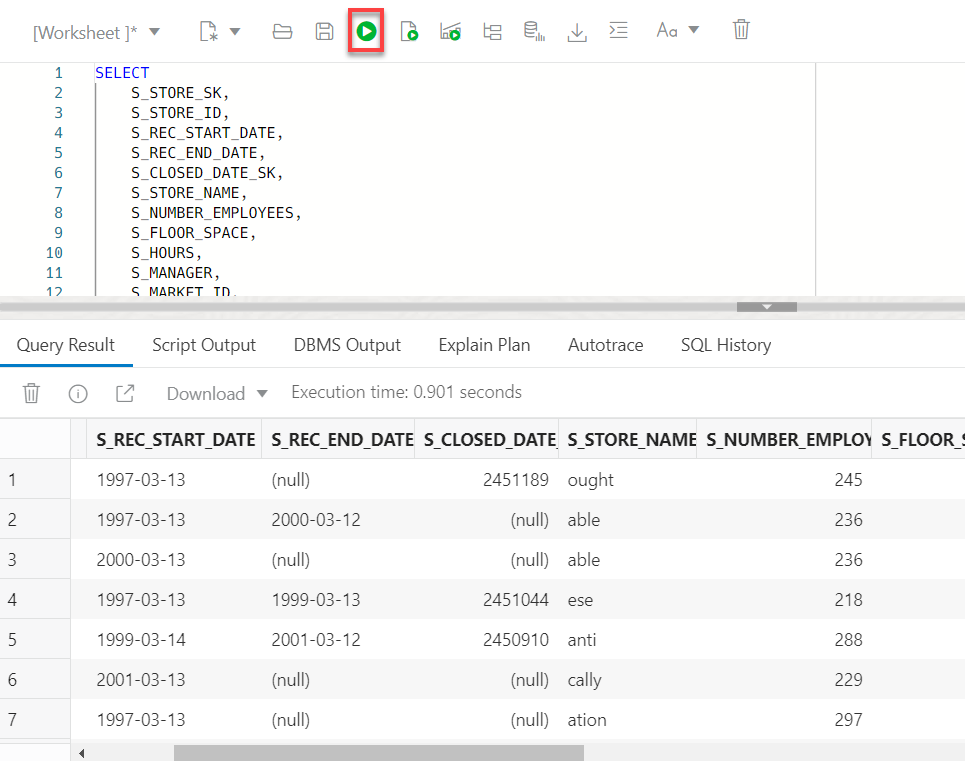 [Worksheet ]* Aa
1 SELECT
2 S_STORE_SK,
3 S_STORE_ID,
4 S_REC_START_DATE,
5 S_REC_END_DATE,
6 S_CLOSED_DATE_SK,
7 S_STORE_NAME,
8 S_NUMBER_EMPLOYEES,
9 S_FLOOR_SPACE,
10 S_HOURS,
11 S_MANAGER,
12 S_MARKET_ID,
Query Result Script Output DBMS Output Explain Plan Autotrace SQL History
Download Execution time: 0.901 seconds
S_REC_START_DATE S_REC_END_DATE S_CLOSED_DATE_ S_STORE_NAME S_NUMBER_EMPLOY S_FLOOR_S
1 1997-03-13 (null) 2451189 ought 245
2 1997-03-13 2000-03-12 (null) able 236
3 2000-03-13 (null) (null) able 236
4 1997-03-13 1999-03-13 2451044 ese 218
5 1999-03-14 2001-03-12 2450910 anti 288
6 2001-03-13 (null) (null) cally 229
7 1997-03-13 (null) (null) ation 297